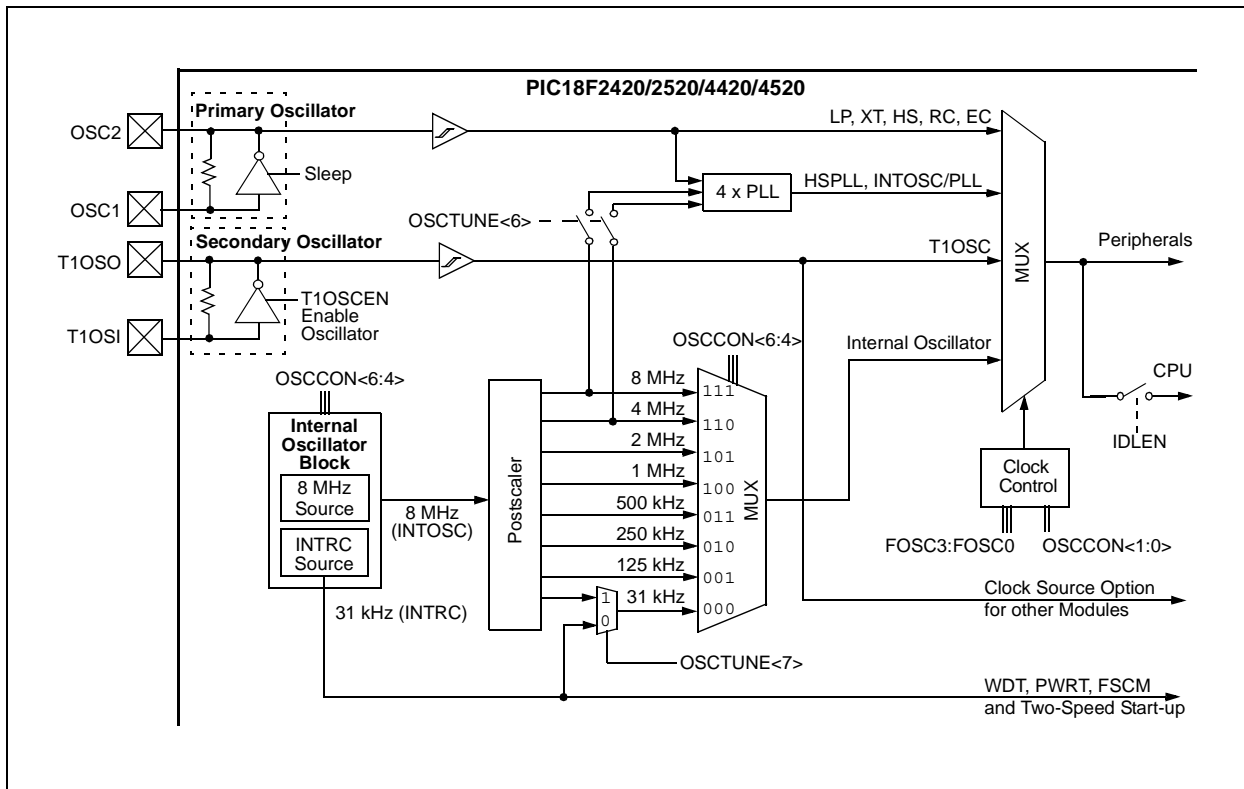 PIC18F2420/2520/4420/4520
Primary Oscillator
OSC2
Sleep
OSC1
LP, XT, HS, RC, EC
4 x PLL
HSPLL, INTOSC/PLL
OSCTUNE<6>
Secondary Oscillator
T1OSO
T1OSC
T1OSCEN
Enable
Oscillator
T1OSI
MUX
Peripherals
Internal Oscillator
CPU
IDLEN
Clock
Control
FOSC3:FOSC0
OSCCON<1:0>
OSCCON<6:4>
Internal
Oscillator
Block
8 MHz
Source
INTRC
Source
8 MHz
(INTOSC)
31 kHz (INTRC)
Postscaler
OSCCON<6:4>
8 MHz
111
4 MHz
110
2 MHz
101
1 MHz
100
500 kHz
011
250 kHz
010
125 kHz
001
31 kHz
000
MUX
1
0
OSCTUNE<7>
Clock Source Option
for other Modules
WDT, PWRT, FSCM
and Two-Speed Start-up